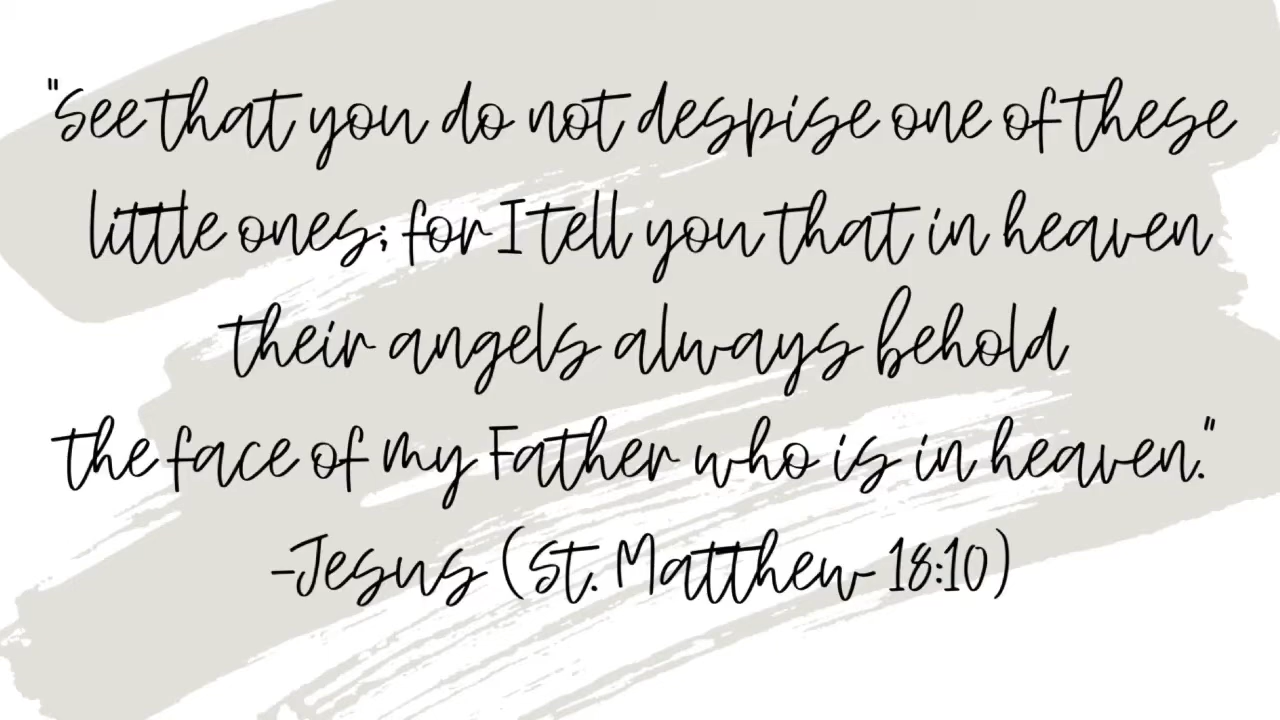 "See that you do not despise one of these
little ones; for I tell you that in heaven
their angels always behold
the face of my Father who is in heaven."
-Jesus (St. Matthew 18:10)